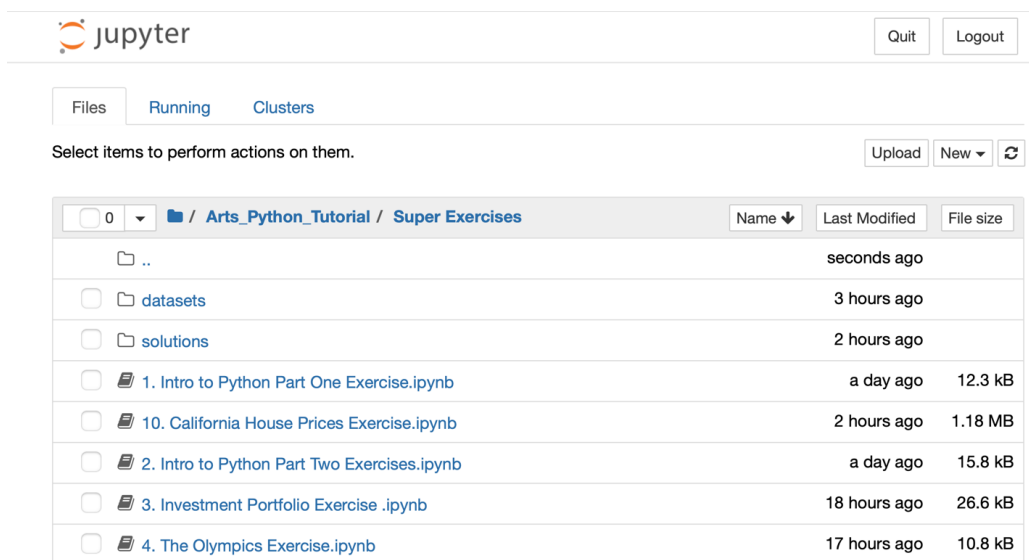 jupyter
Quit
Logout
Files
Running
Clusters
Select items to perform actions on them.
Upload
New
0
/ Arts_Python_Tutorial / Super Exercises
Name
Last Modified
File size
.. seconds ago
datasets 3 hours ago
solutions 2 hours ago
1. Intro to Python Part One Exercise.ipynb a day ago 12.3 kB
10. California House Prices Exercise.ipynb 2 hours ago 1.18 MB
2. Intro to Python Part Two Exercises.ipynb a day ago 15.8 kB
3. Investment Portfolio Exercise .ipynb 18 hours ago 26.6 kB
4. The Olympics Exercise.ipynb 17 hours ago 10.8 kB